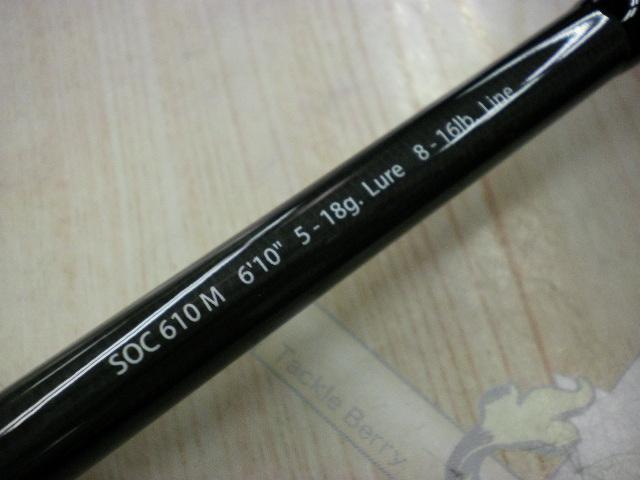 SOC 610 M 6'10" 5 - 18g. Lure 8 - 16lb. Line
Tackle Berry